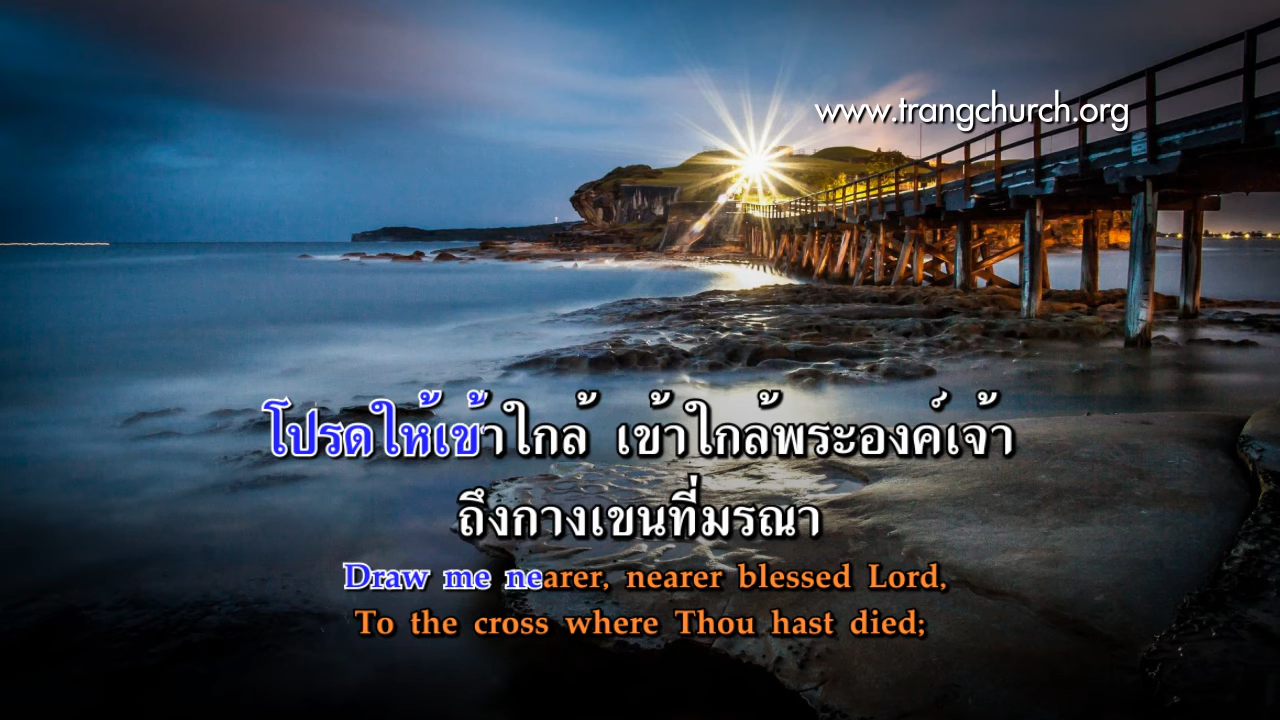 www.trangchurch.org
โปรดให้เข้าใกล้ เข้าใกล้พระองค์เจ้า
ถึงกางเขนที่มรณา
Draw me nearer, nearer blessed Lord,
To the cross where Thou hast died;